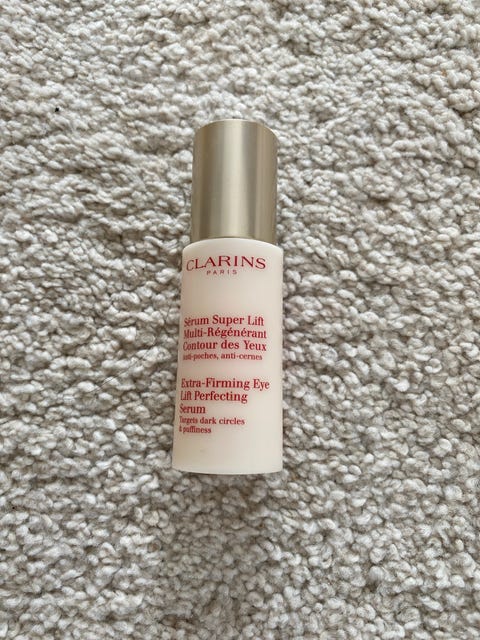 CLARINS
PARIS
Sérum Super Lift
Multi-Régénérant
Contour des Yeux
anti-poches, anti-cernes
Extra-Firming Eye
Lift Perfecting
Serum
Targets dark circles
& puffiness